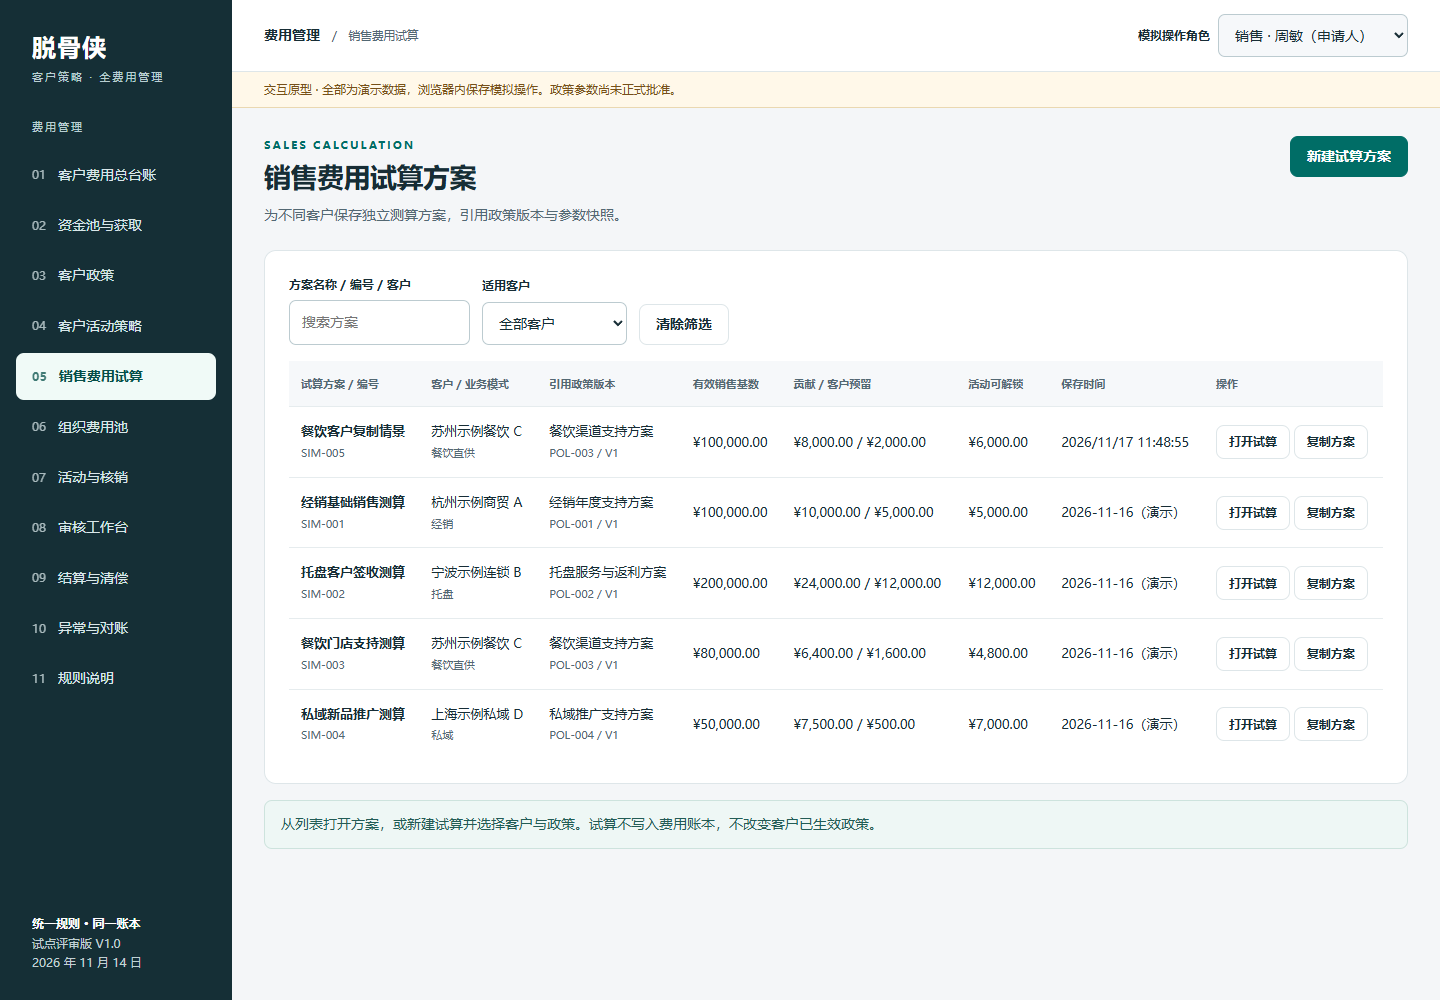 脱骨侠
客户策略 · 全费用管理
费用管理
01 客户费用总台账
02 资金池与获取
03 客户政策
04 客户活动策略
05 销售费用试算
06 组织费用池
07 活动与核销
08 审核工作台
09 结算与清偿
10 异常与对账
11 规则说明
统一规则 · 同一账本
试点评审版 V1.0
2026 年 11 月 14 日
费用管理 / 销售费用试算
模拟操作角色 销售 · 周敏（申请人）
交互原型 · 全部为演示数据，浏览器内保存模拟操作。政策参数尚未正式批准。
SALES CALCULATION
销售费用试算方案
为不同客户保存独立测算方案，引用政策版本与参数快照。
新建试算方案
方案名称 / 编号 / 客户 适用客户
搜索方案 全部客户 清除筛选
试算方案 / 编号 客户 / 业务模式 引用政策版本 有效销售基数 贡献 / 客户预留 活动可解锁 保存时间 操作
餐饮客户复制情景 苏州示例餐饮 C 餐饮渠道支持方案 ¥100,000.00 ¥8,000.00 / ¥2,000.00 ¥6,000.00 2026/11/17 11:48:55 打开试算 复制方案
SIM-005 餐饮直供 POL-003 / V1
经销基础销售测算 杭州示例商贸 A 经销年度支持方案 ¥100,000.00 ¥10,000.00 / ¥5,000.00 ¥5,000.00 2026-11-16（演示） 打开试算 复制方案
SIM-001 经销 POL-001 / V1
托盘客户签收测算 宁波示例连锁 B 托盘服务与返利方案 ¥200,000.00 ¥24,000.00 / ¥12,000.00 ¥12,000.00 2026-11-16（演示） 打开试算 复制方案
SIM-002 托盘 POL-002 / V1
餐饮门店支持测算 苏州示例餐饮 C 餐饮渠道支持方案 ¥80,000.00 ¥6,400.00 / ¥1,600.00 ¥4,800.00 2026-11-16（演示） 打开试算 复制方案
SIM-003 餐饮直供 POL-003 / V1
私域新品推广测算 上海示例私域 D 私域推广支持方案 ¥50,000.00 ¥7,500.00 / ¥500.00 ¥7,000.00 2026-11-16（演示） 打开试算 复制方案
SIM-004 私域 POL-004 / V1
从列表打开方案，或新建试算并选择客户与政策。试算不写入费用账本，不改变客户已生效政策。